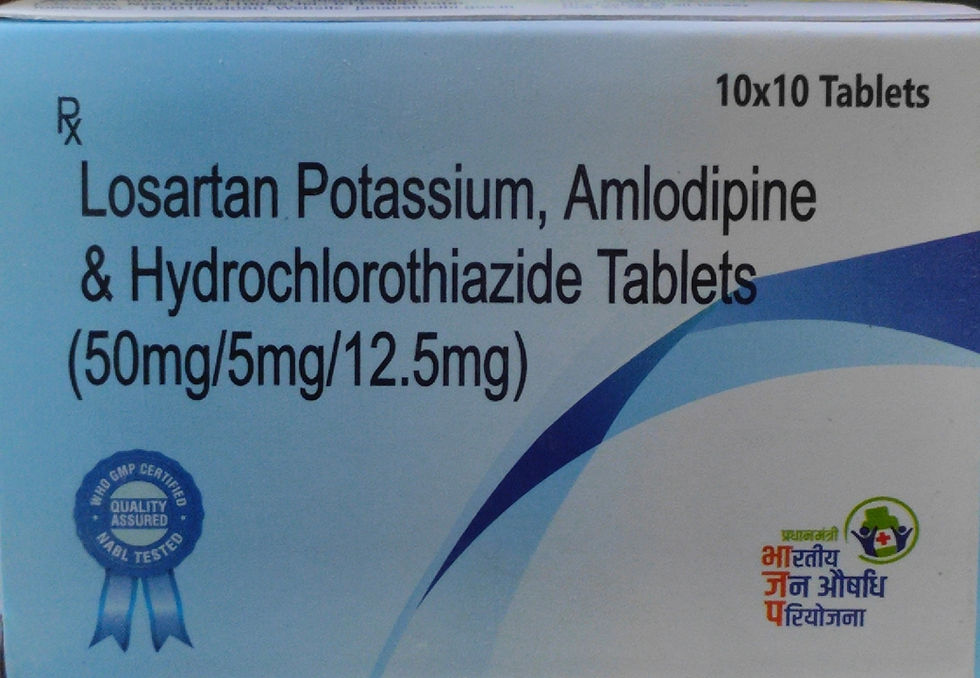 10x10 Tablets
Rx
Losartan Potassium, Amlodipine
& Hydrochlorothiazide Tablets
(50mg/5mg/12.5mg)
WHO GMP CERTIFIED
QUALITY
ASSURED
NABL TESTED
प्रधानमंत्री
भारतीय
जन औषधि
परियोजना